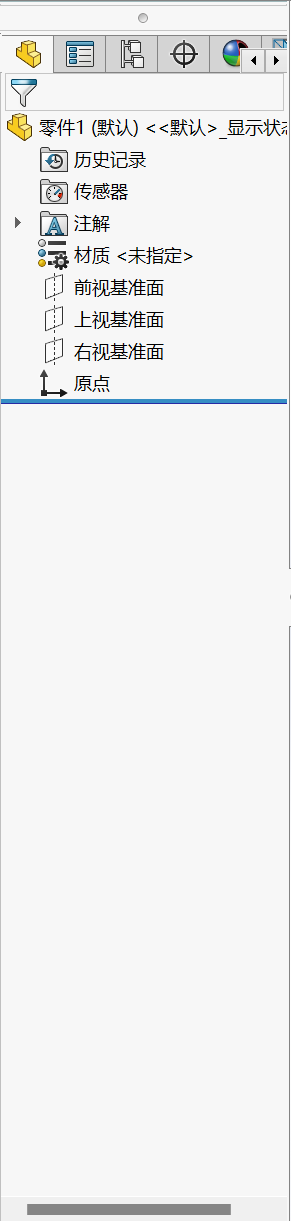 零件1 (默认) <<默认>_显示状态
历史记录
传感器
注解
材质 <未指定>
前视基准面
上视基准面
右视基准面
原点